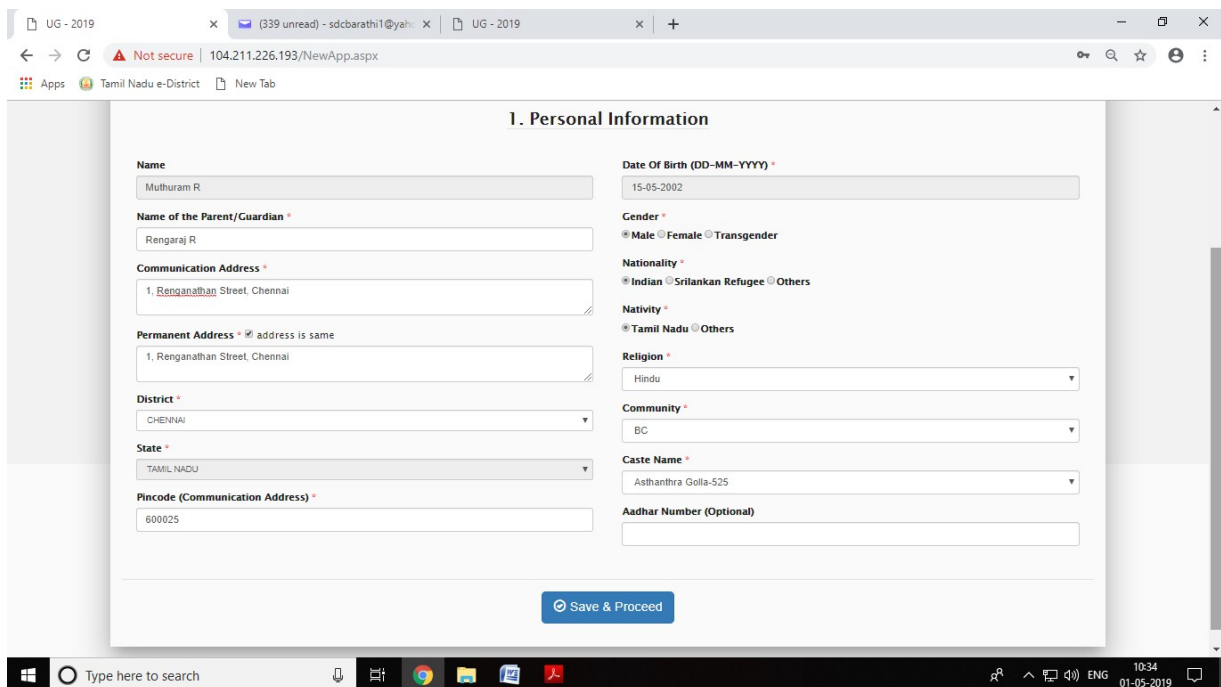 UG - 2019
(339 unread) - sdcbarathi1@yah
UG - 2019
Not secure | 104.211.226.193/NewApp.aspx
Apps Tamil Nadu e-District New Tab
1. Personal Information
Name
Muthuram R
Name of the Parent/Guardian *
Rengaraj R
Communication Address *
1, Renganathan Street, Chennai
Permanent Address * address is same
1, Renganathan Street, Chennai
District *
CHENNAI
State *
TAMIL NADU
Pincode (Communication Address) *
600025
Date Of Birth (DD-MM-YYYY) *
15-05-2002
Gender *
Male Female Transgender
Nationality *
Indian Srilankan Refugee Others
Nativity *
Tamil Nadu Others
Religion *
Hindu
Community *
BC
Caste Name *
Asthanthra Golla-525
Aadhar Number (Optional)
Save & Proceed
Type here to search
ENG
10:34
01-05-2019